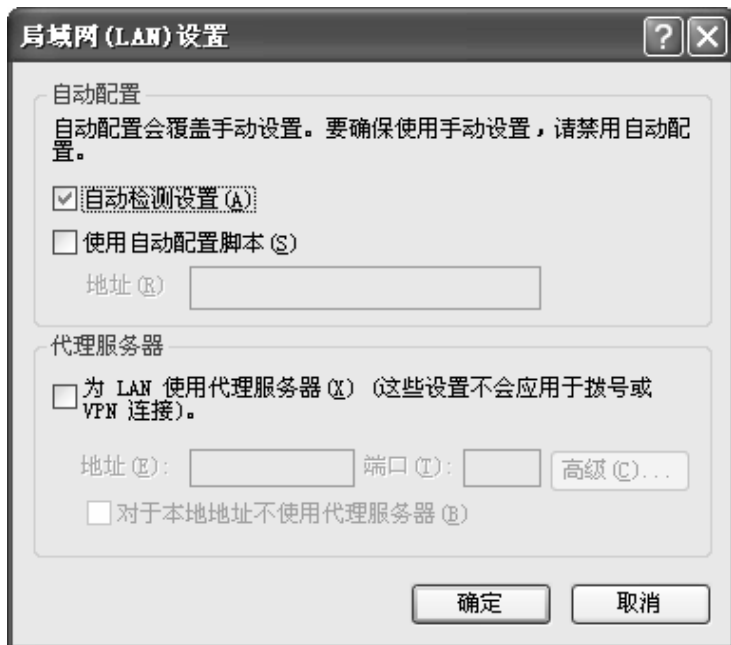 局域网(LAN)设置
自动配置
自动配置会覆盖手动设置。要确保使用手动设置，请禁用自动配
置。
自动检测设置(A)
使用自动配置脚本(S)
地址(R)
代理服务器
为 LAN 使用代理服务器(X) (这些设置不会应用于拨号或
VPN 连接)。
地址(E): 端口(T): 高级(C)...
对于本地地址不使用代理服务器(B)
确定 取消